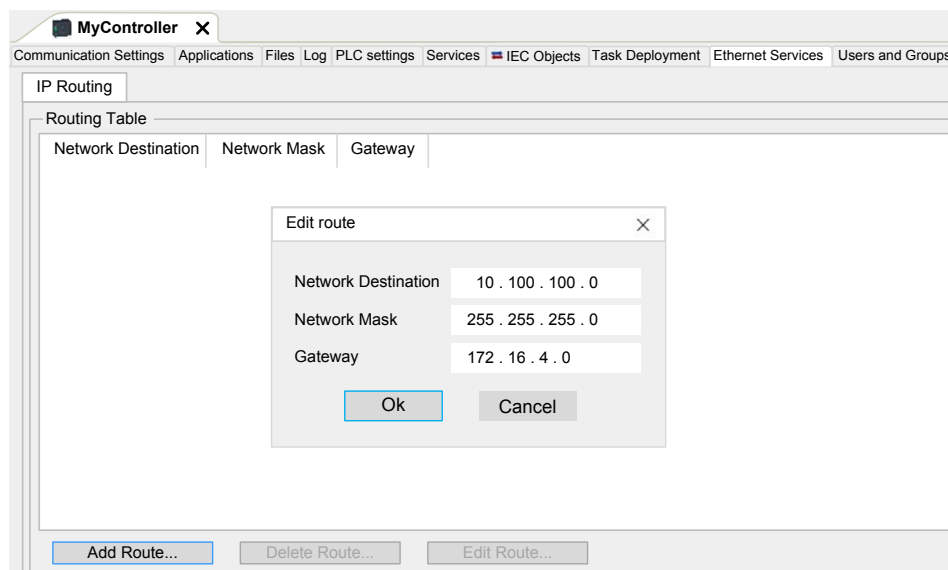 MyController X
Communication Settings Applications Files Log PLC settings Services IEC Objects Task Deployment Ethernet Services Users and Groups
IP Routing
Routing Table
Network Destination Network Mask Gateway
Edit route
Network Destination 10 . 100 . 100 . 0
Network Mask 255 . 255 . 255 . 0
Gateway 172 . 16 . 4 . 0
Ok Cancel
Add Route... Delete Route... Edit Route...